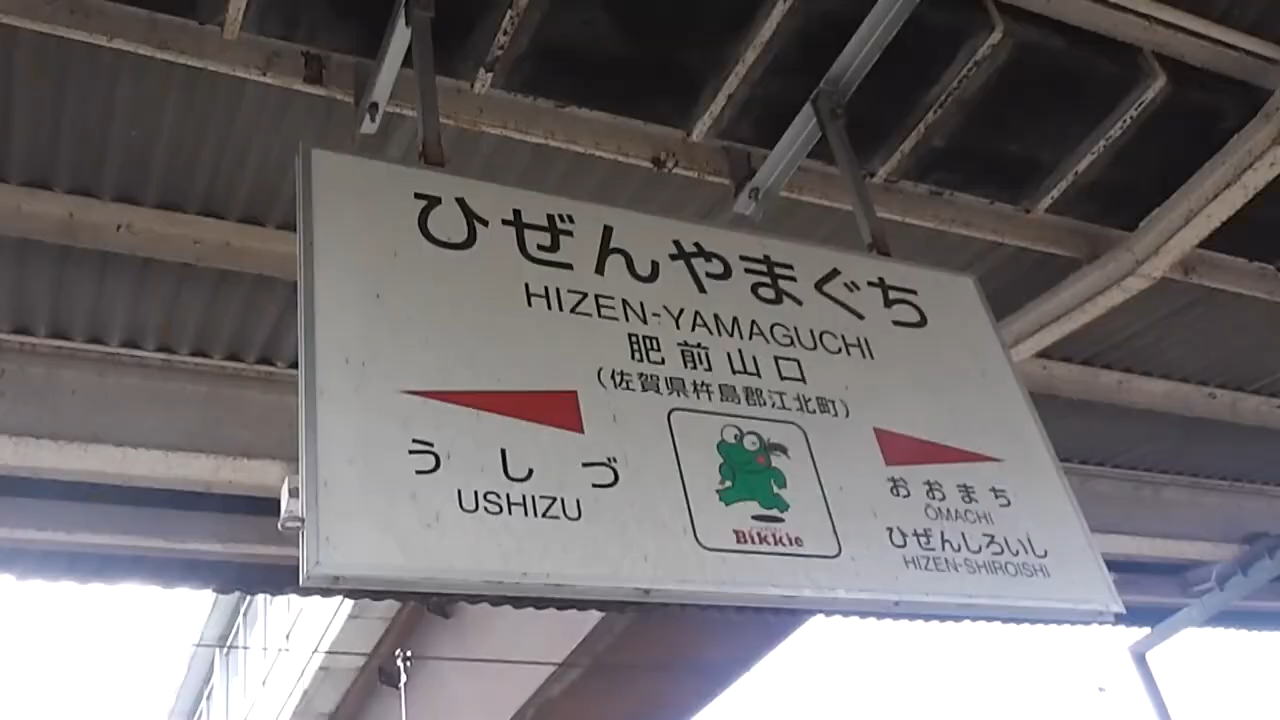 ひぜんやまぐち
HIZEN-YAMAGUCHI
肥前山口
(佐賀県杵島郡江北町)
うしづ
USHIZU
Bikkie
おおまち
ŌMACHI
ひぜんしろいし
HIZEN-SHIROISHI